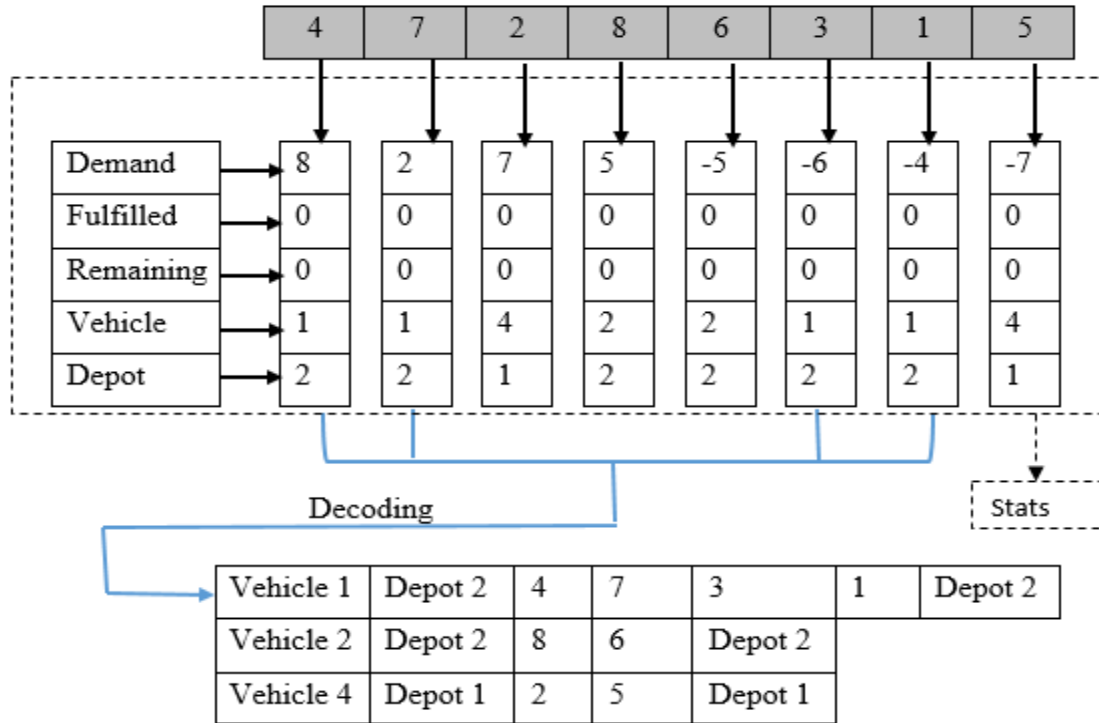 4 7 2 8 6 3 1 5
Demand 8 2 7 5 -5 -6 -4 -7
Fulfilled 0 0 0 0 0 0 0 0
Remaining 0 0 0 0 0 0 0 0
Vehicle 1 1 4 2 2 1 1 4
Depot 2 2 1 2 2 2 2 1
Decoding
Stats
Vehicle 1 Depot 2 4 7 3 1 Depot 2
Vehicle 2 Depot 2 8 6 Depot 2
Vehicle 4 Depot 1 2 5 Depot 1